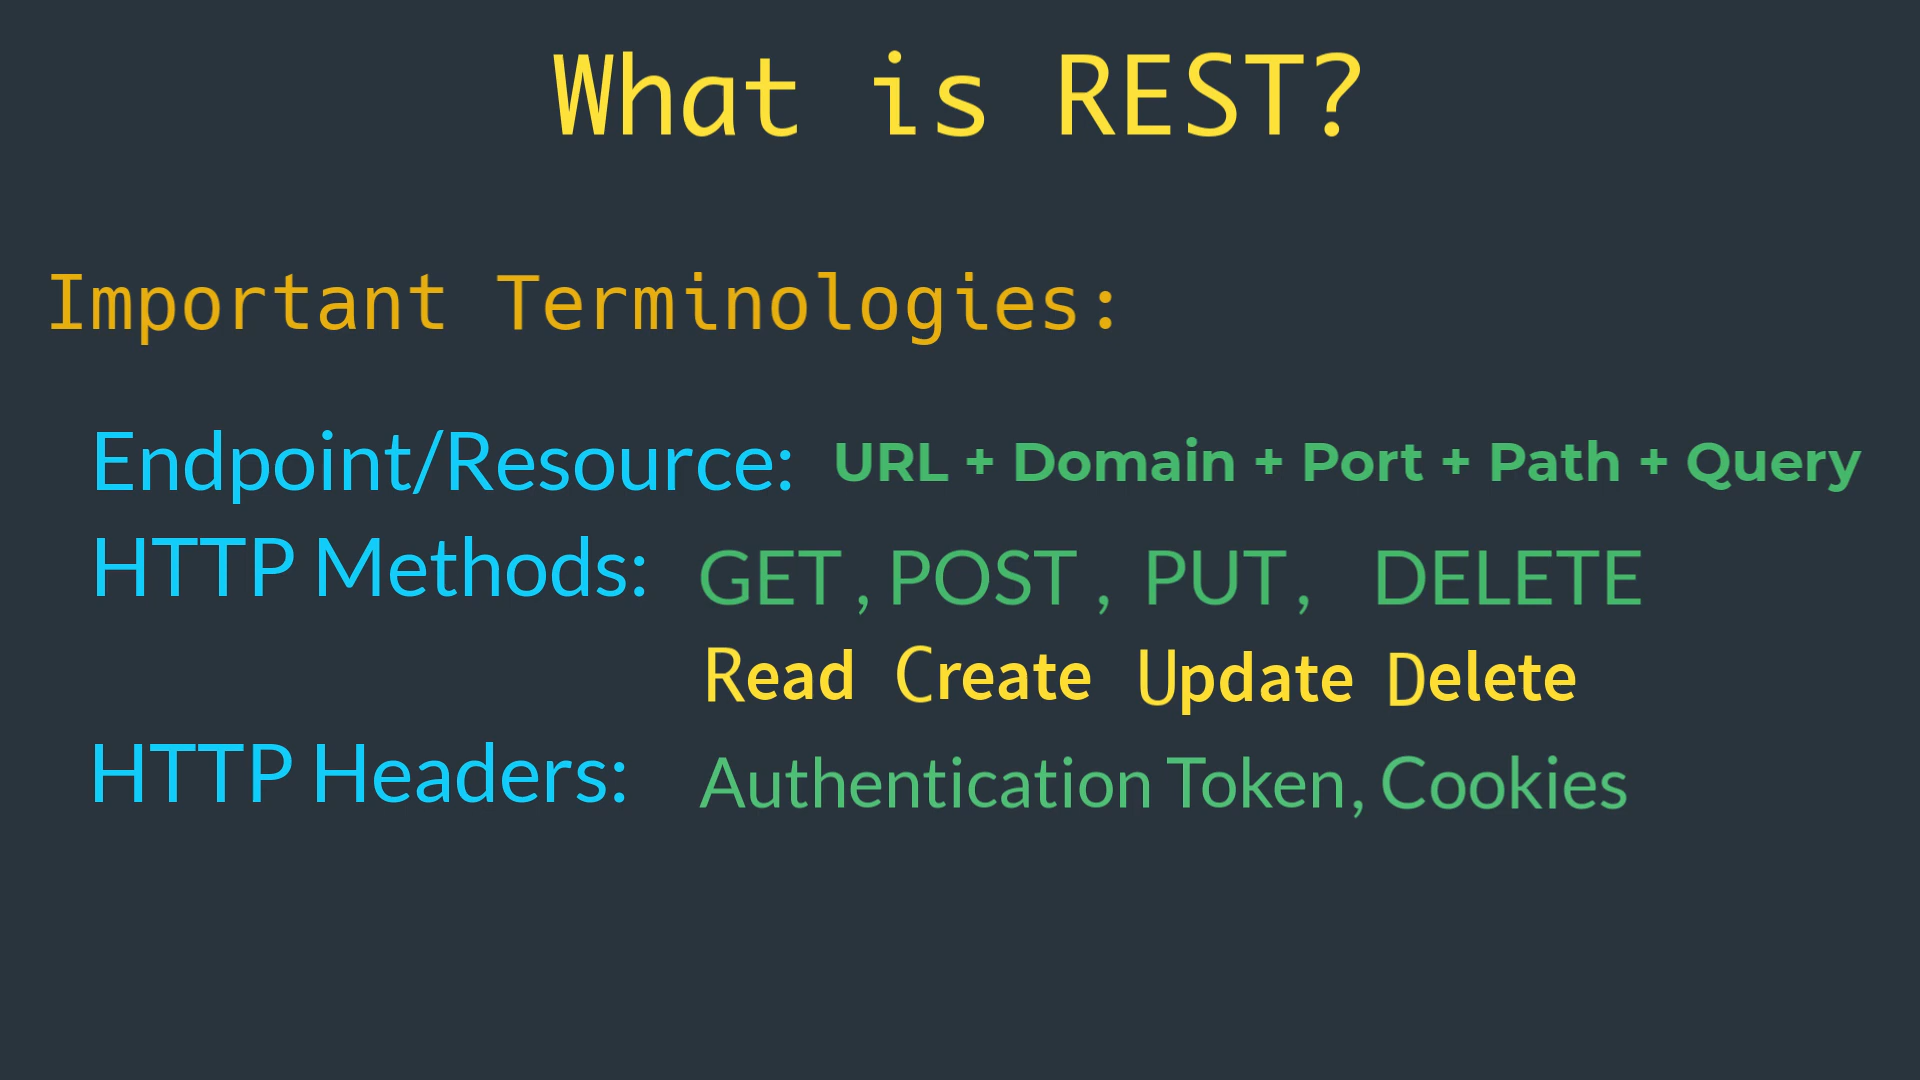 What is REST?
Important Terminologies:
Endpoint/Resource: URL + Domain + Port + Path + Query
HTTP Methods: GET , POST , PUT , DELETE
Read Create Update Delete
HTTP Headers: Authentication Token, Cookies